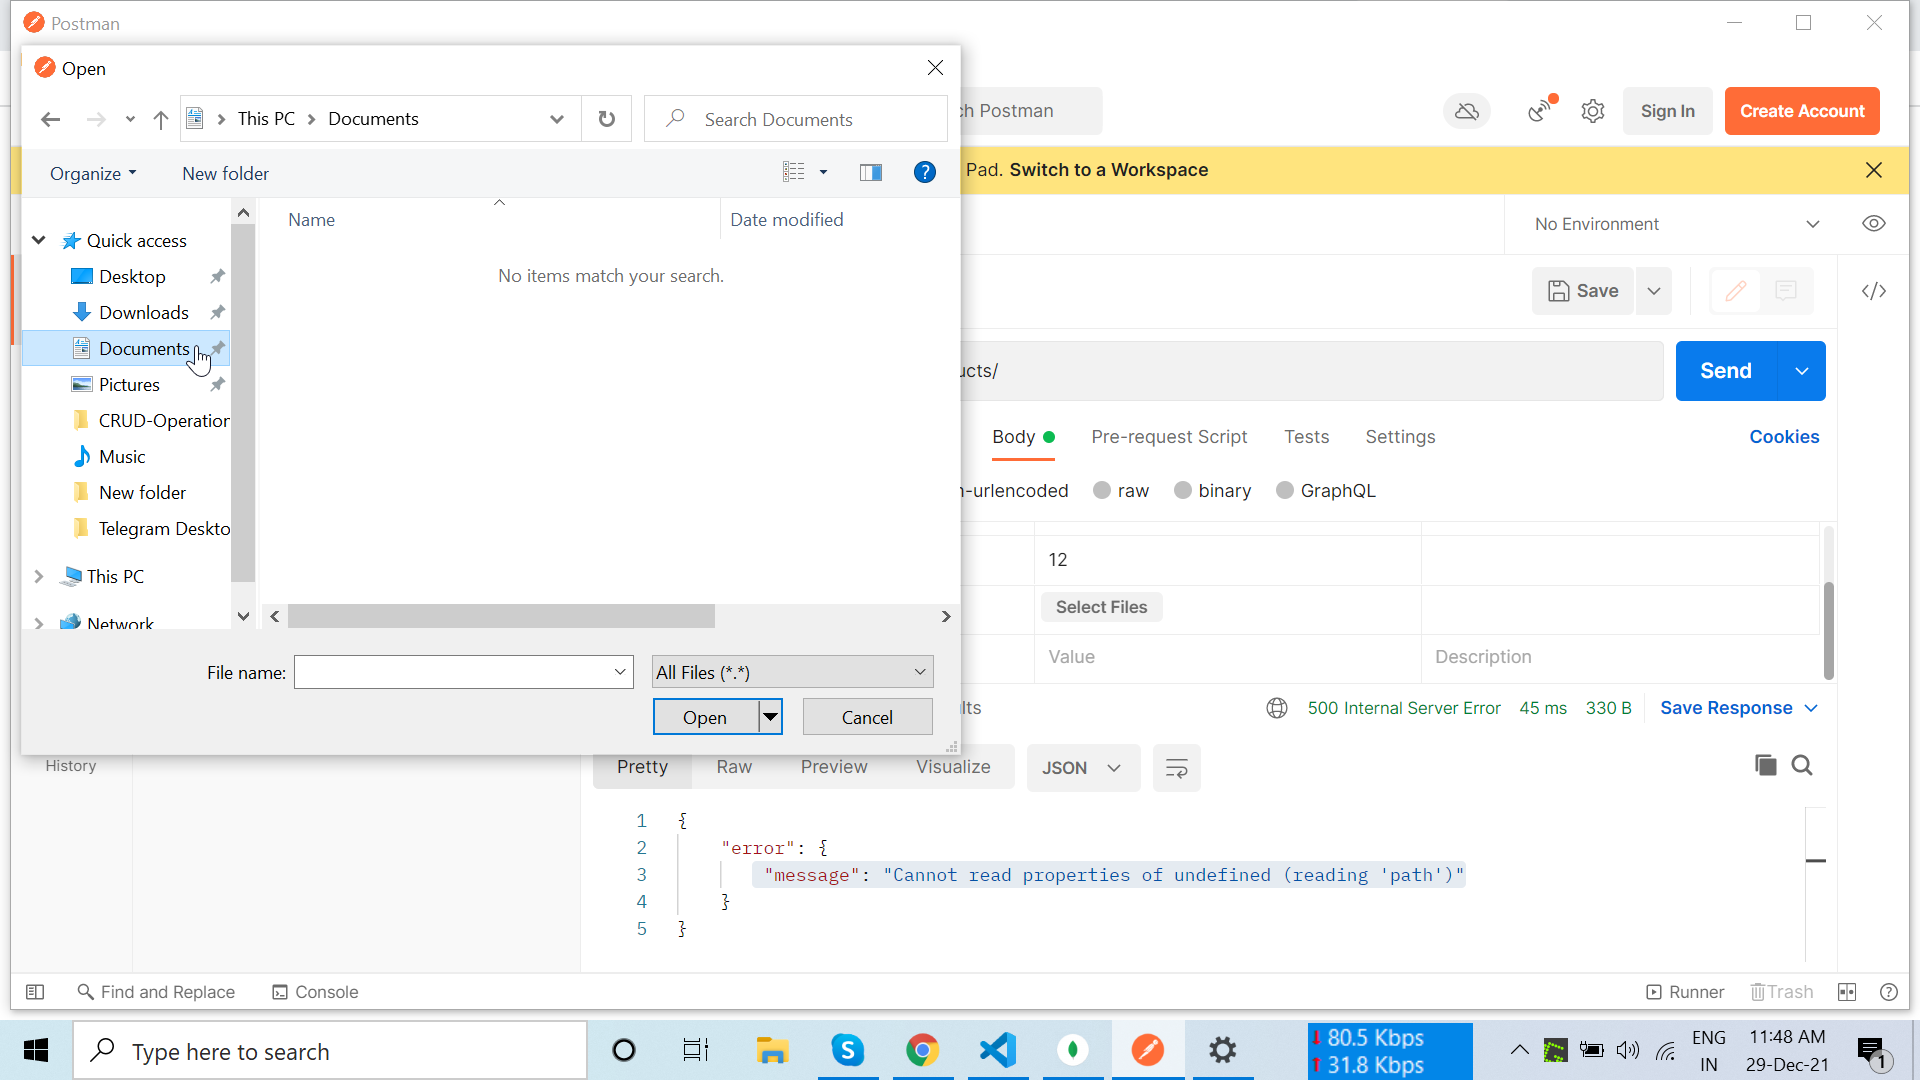 Postman
Open
This PC
Documents
Search Documents
ch Postman
Sign In
Create Account
Organize
New folder
Pad. Switch to a Workspace
Name
Date modified
No Environment
No items match your search.
Quick access
Desktop
Downloads
Documents
Pictures
CRUD-Operation
Music
New folder
Telegram Deskto
This PC
Network
Save
</>
ucts/
Send
Body
Pre-request Script
Tests
Settings
Cookies
n-urlencoded
raw
binary
GraphQL
12
Select Files
Value
Description
File name:
All Files (*.*)
Open
Cancel
lts
500 Internal Server Error
45 ms
330 B
Save Response
History
Pretty
Raw
Preview
Visualize
JSON
1 {
2 "error": {
3 "message": "Cannot read properties of undefined (reading 'path')"
4 }
5 }
Find and Replace
Console
Runner
Trash
Type here to search
80.5 Kbps
31.8 Kbps
ENG
IN
11:48 AM
29-Dec-21
1